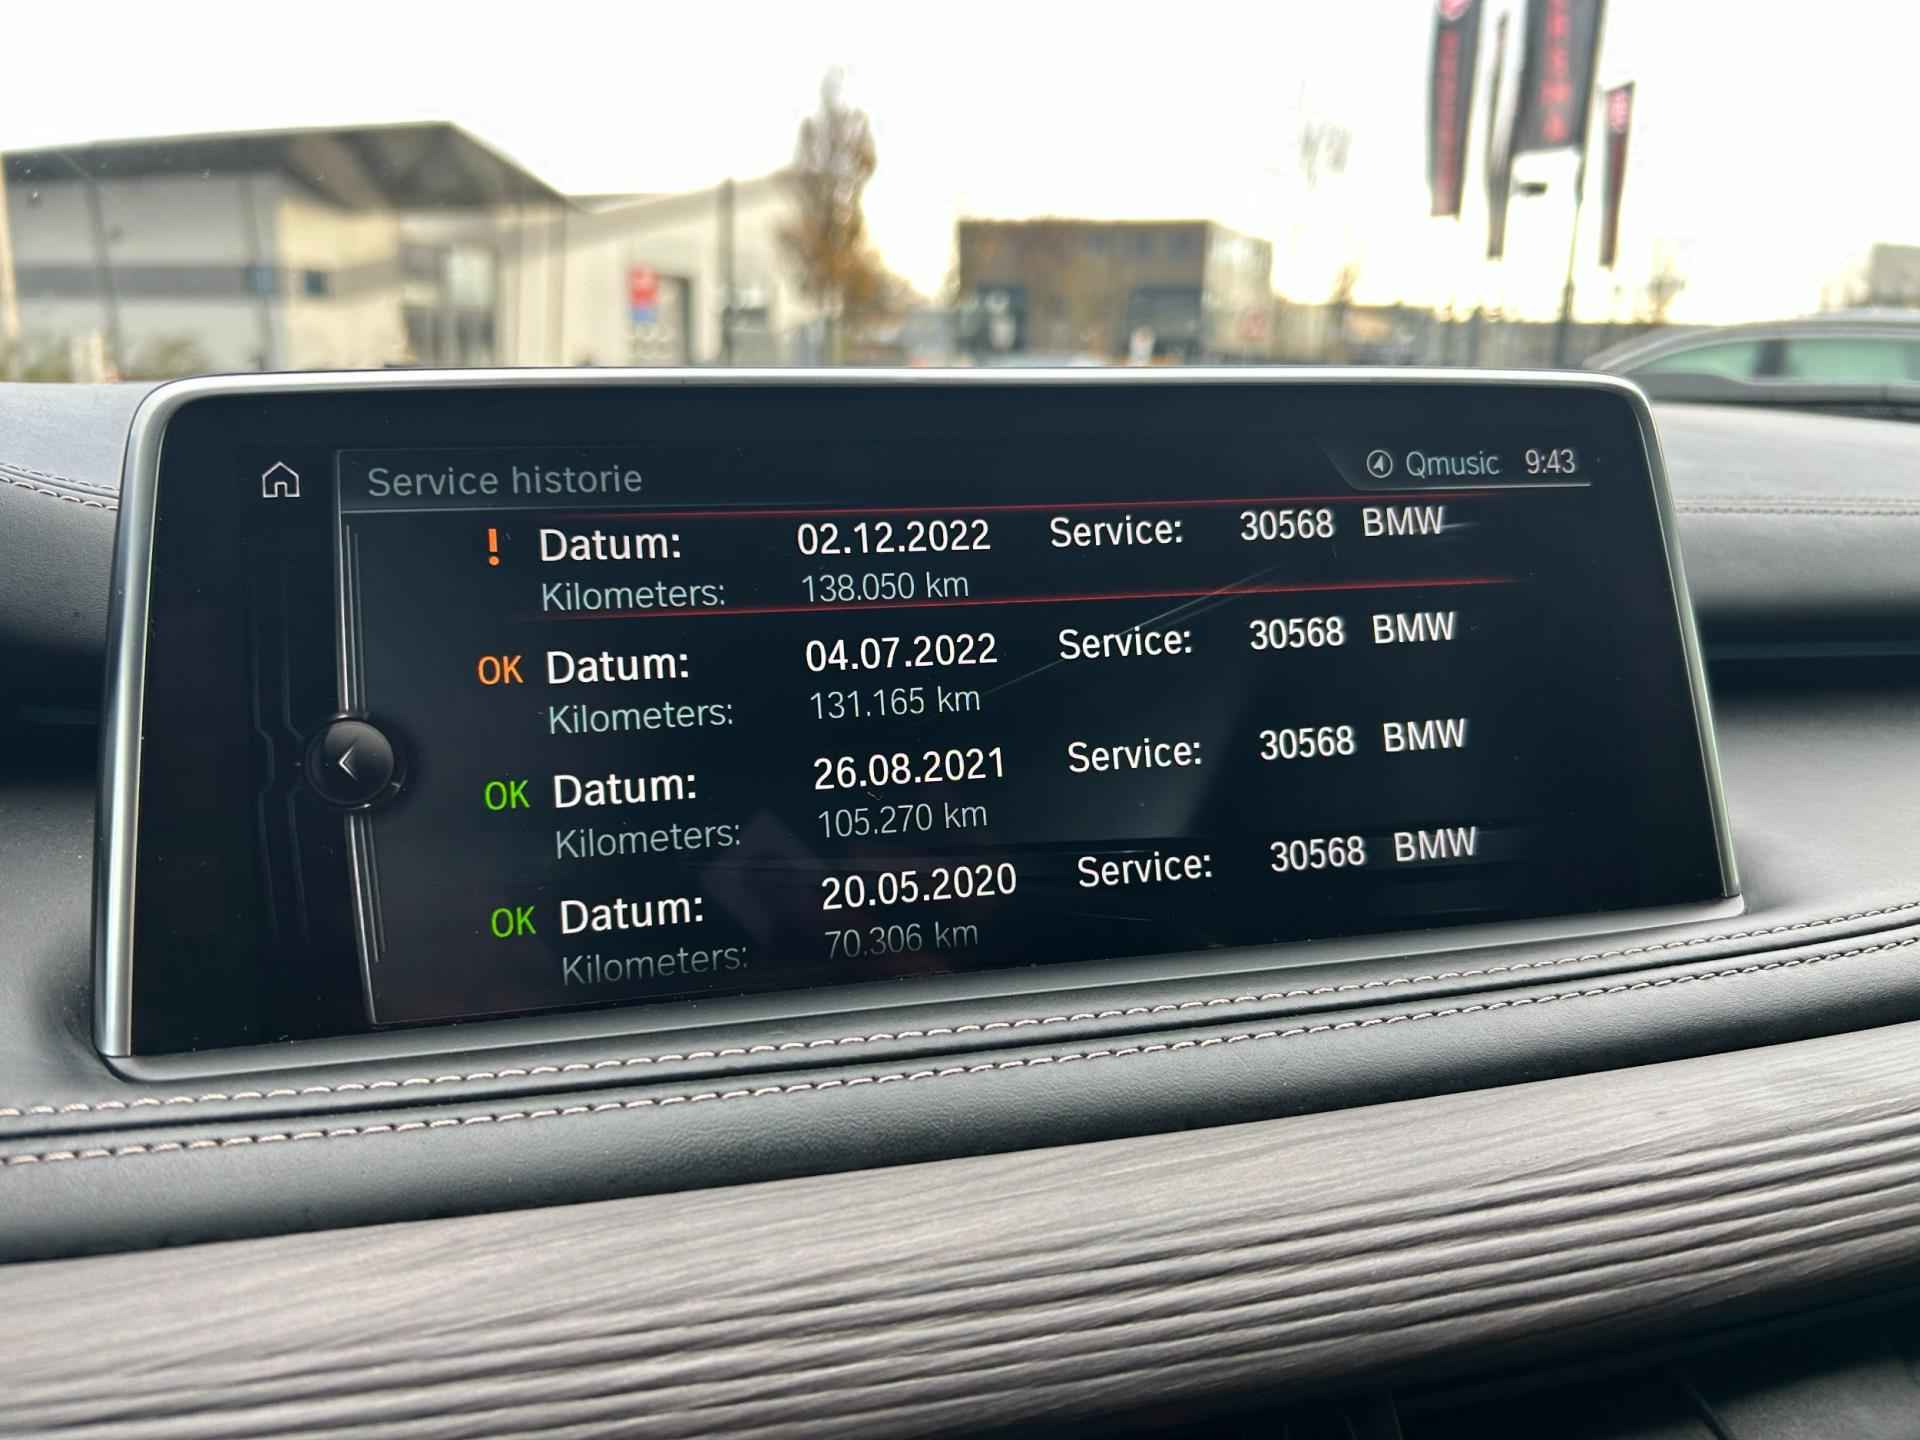 Service historie
Qmusic 9:43
! Datum: 02.12.2022 Service: 30568 BMW
Kilometers: 138.050 km
OK Datum: 04.07.2022 Service: 30568 BMW
Kilometers: 131.165 km
OK Datum: 26.08.2021 Service: 30568 BMW
Kilometers: 105.270 km
OK Datum: 20.05.2020 Service: 30568 BMW
Kilometers: 70.306 km